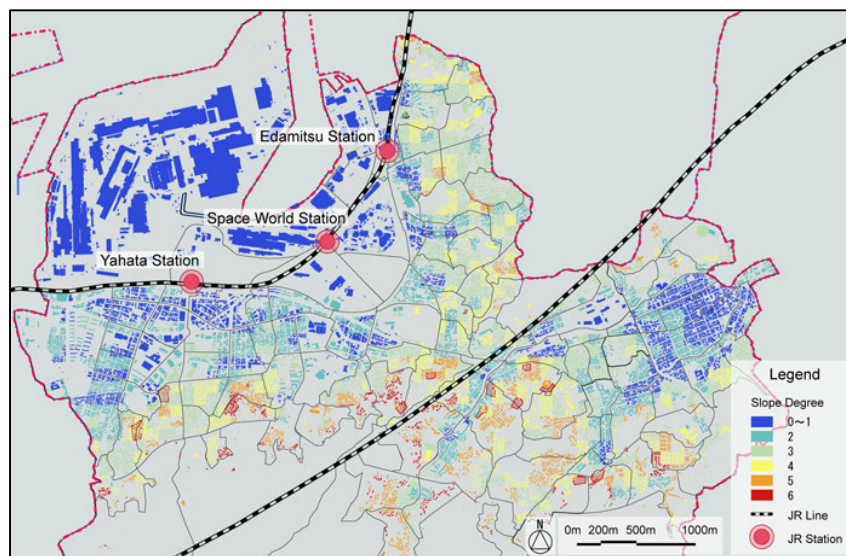 Edamitsu Station
Space World Station
Yahata Station
Legend
Slope Degree
0～1
2
3
4
5
6
JR Line
JR Station
N
0m 200m 500m 1000m